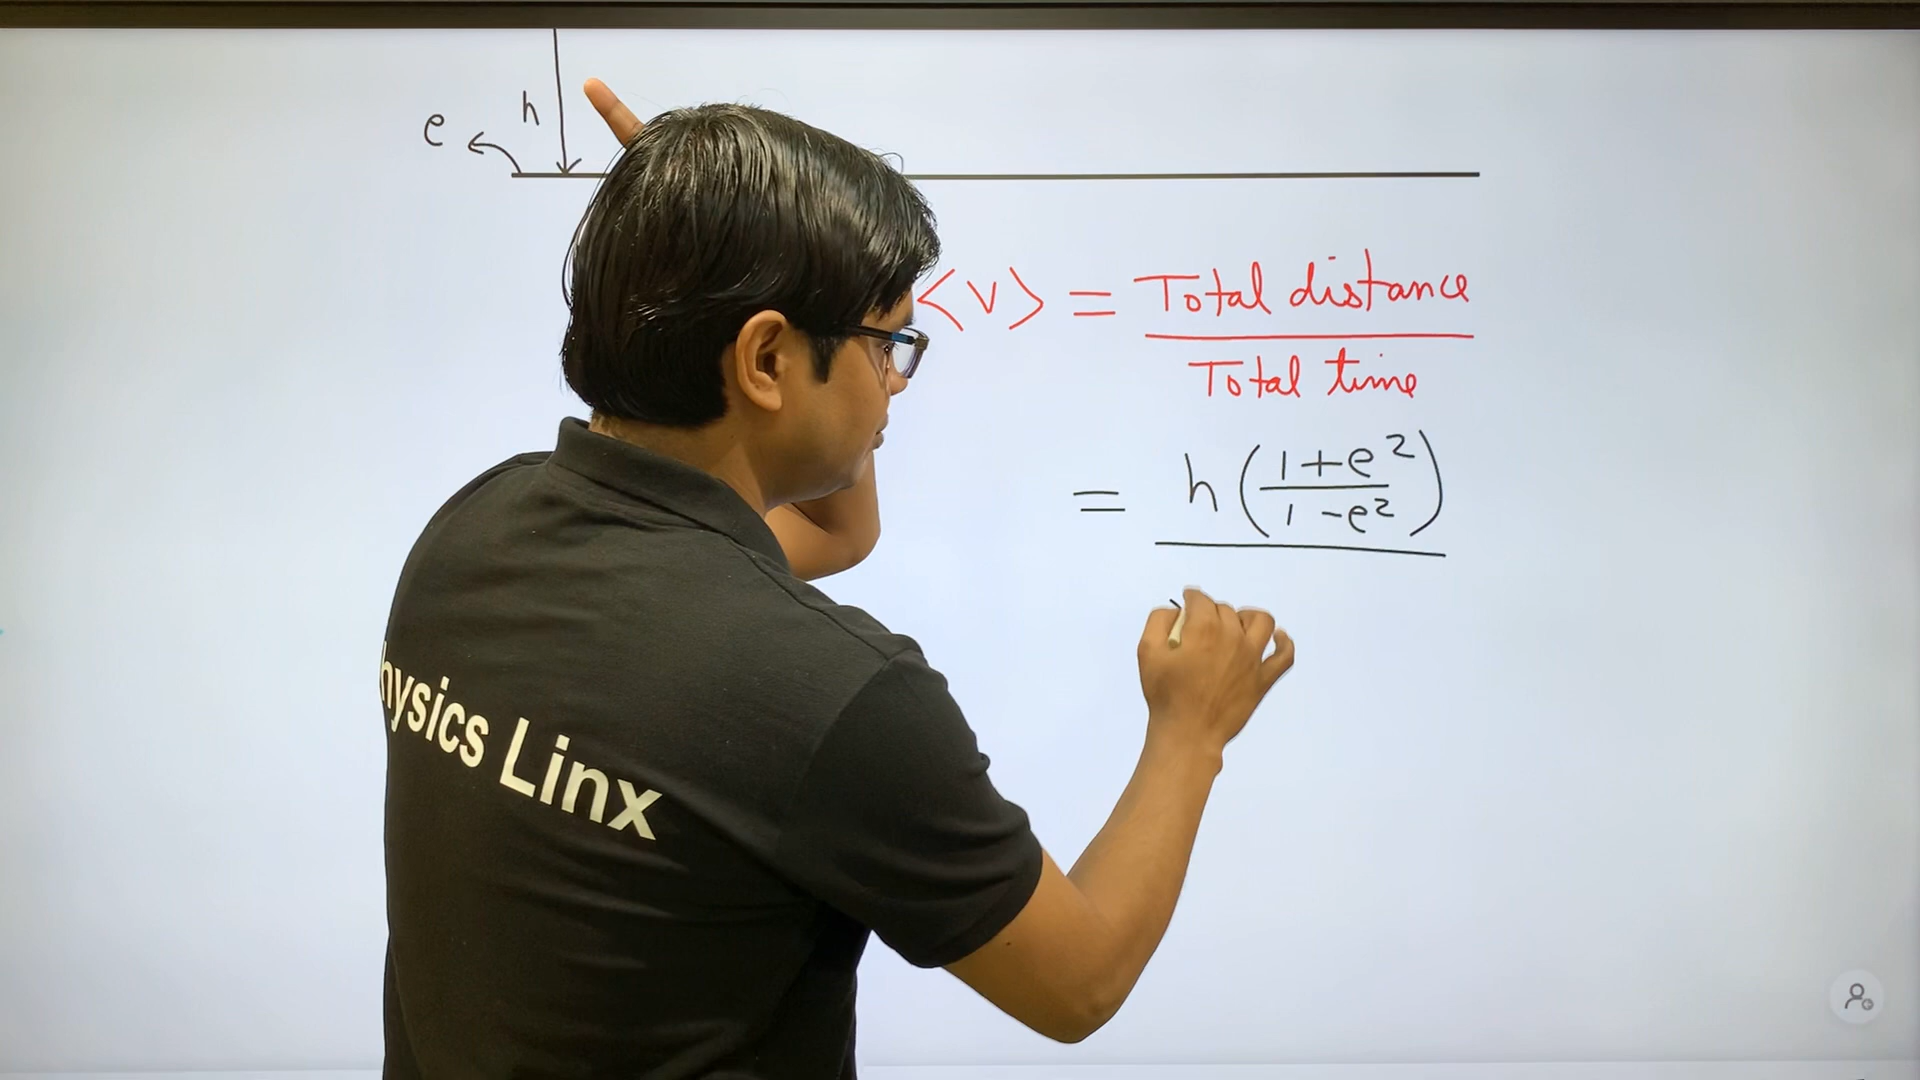 h
e
<v> = Total distance
Total time
= h(1+e²
1-e²)
hysics Linx